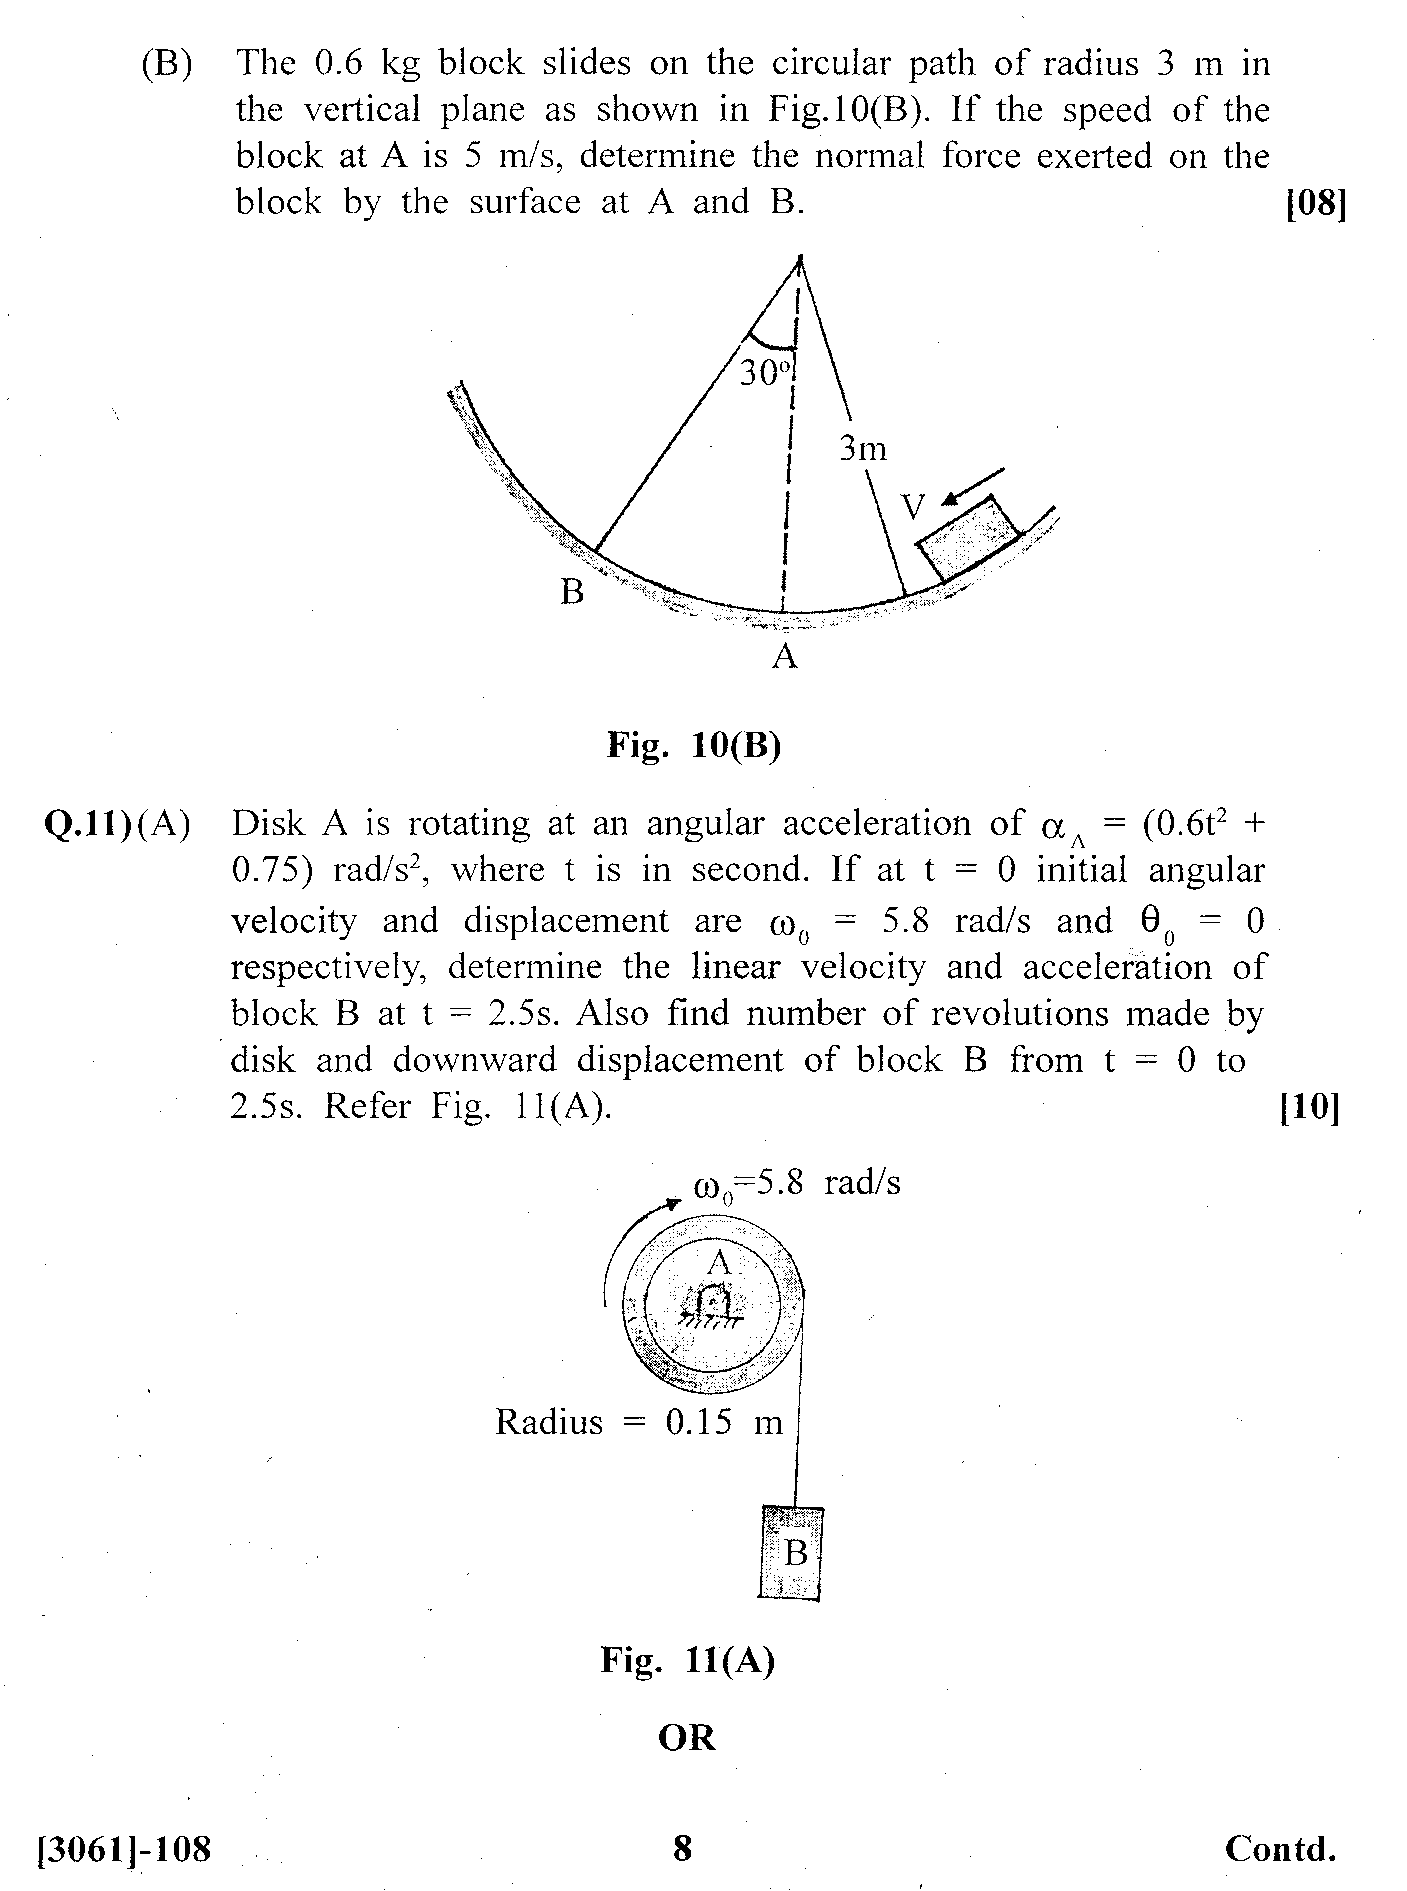 (B) The 0.6 kg block slides on the circular path of radius 3 m in
the vertical plane as shown in Fig.10(B). If the speed of the
block at A is 5 m/s, determine the normal force exerted on the
block by the surface at A and B. [08]
30°
3m
V
B
A
Fig. 10(B)
Q.11)(A) Disk A is rotating at an angular acceleration of α_A = (0.6t² +
0.75) rad/s², where t is in second. If at t = 0 initial angular
velocity and displacement are ω₀ = 5.8 rad/s and θ₀ = 0
respectively, determine the linear velocity and acceleration of
block B at t = 2.5s. Also find number of revolutions made by
disk and downward displacement of block B from t = 0 to
2.5s. Refer Fig. 11(A). [10]
ω₀=5.8 rad/s
A
Radius = 0.15 m
B
Fig. 11(A)
OR
[3061]-108 8 Contd.